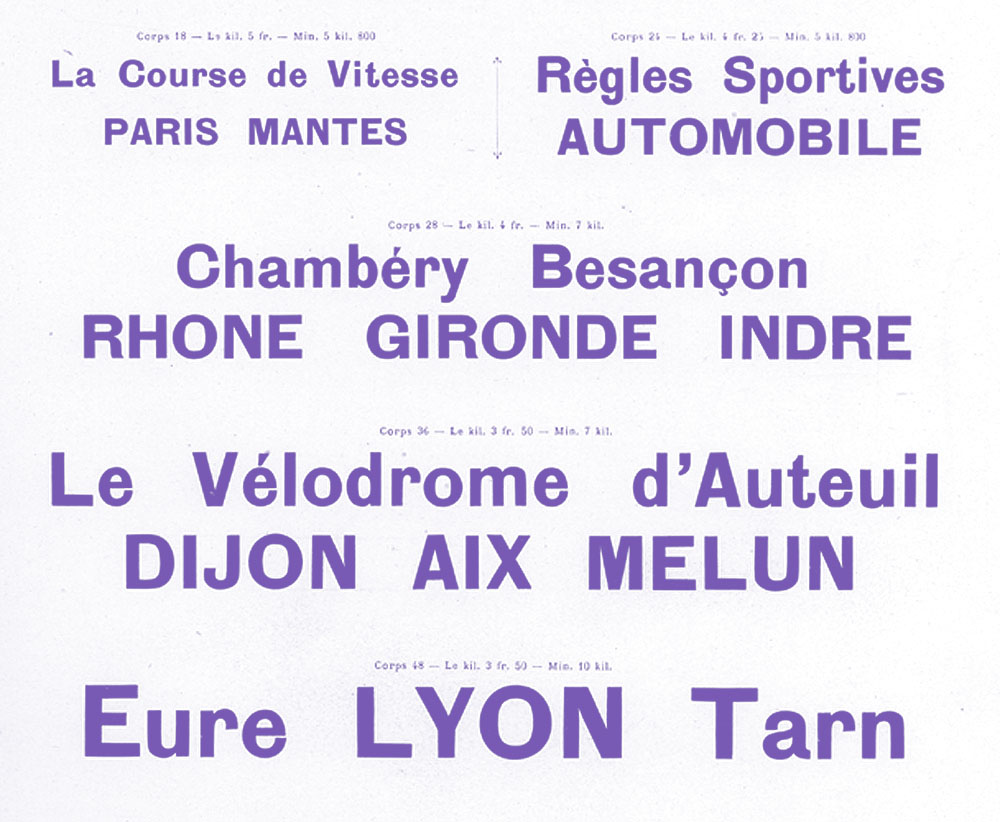 Corps 18 — Le kil. 5 fr. — Min. 5 kil. 800
La Course de Vitesse
PARIS MANTES
Corps 24 — Le kil. 4 fr. 25 — Min. 5 kil. 800
Règles Sportives
AUTOMOBILE
Corps 28 — Le kil. 4 fr. — Min. 7 kil.
Chambéry Besançon
RHONE GIRONDE INDRE
Corps 36 — Le kil. 3 fr. 50 — Min. 7 kil.
Le Vélodrome d’Auteuil
DIJON AIX MELUN
Corps 48 — Le kil. 3 fr. 50 — Min. 10 kil.
Eure LYON Tarn